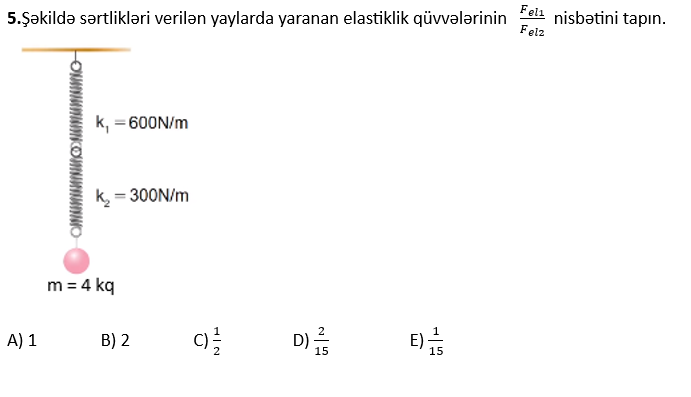 5.Şəkildə sərtlikləri verilən yaylarda yaranan elastiklik qüvvələrinin Fel1/Fel2 nisbətini tapın.
k1 = 600N/m
k2 = 300N/m
m = 4 kq
A) 1 B) 2 C) 1/2 D) 2/15 E) 1/15